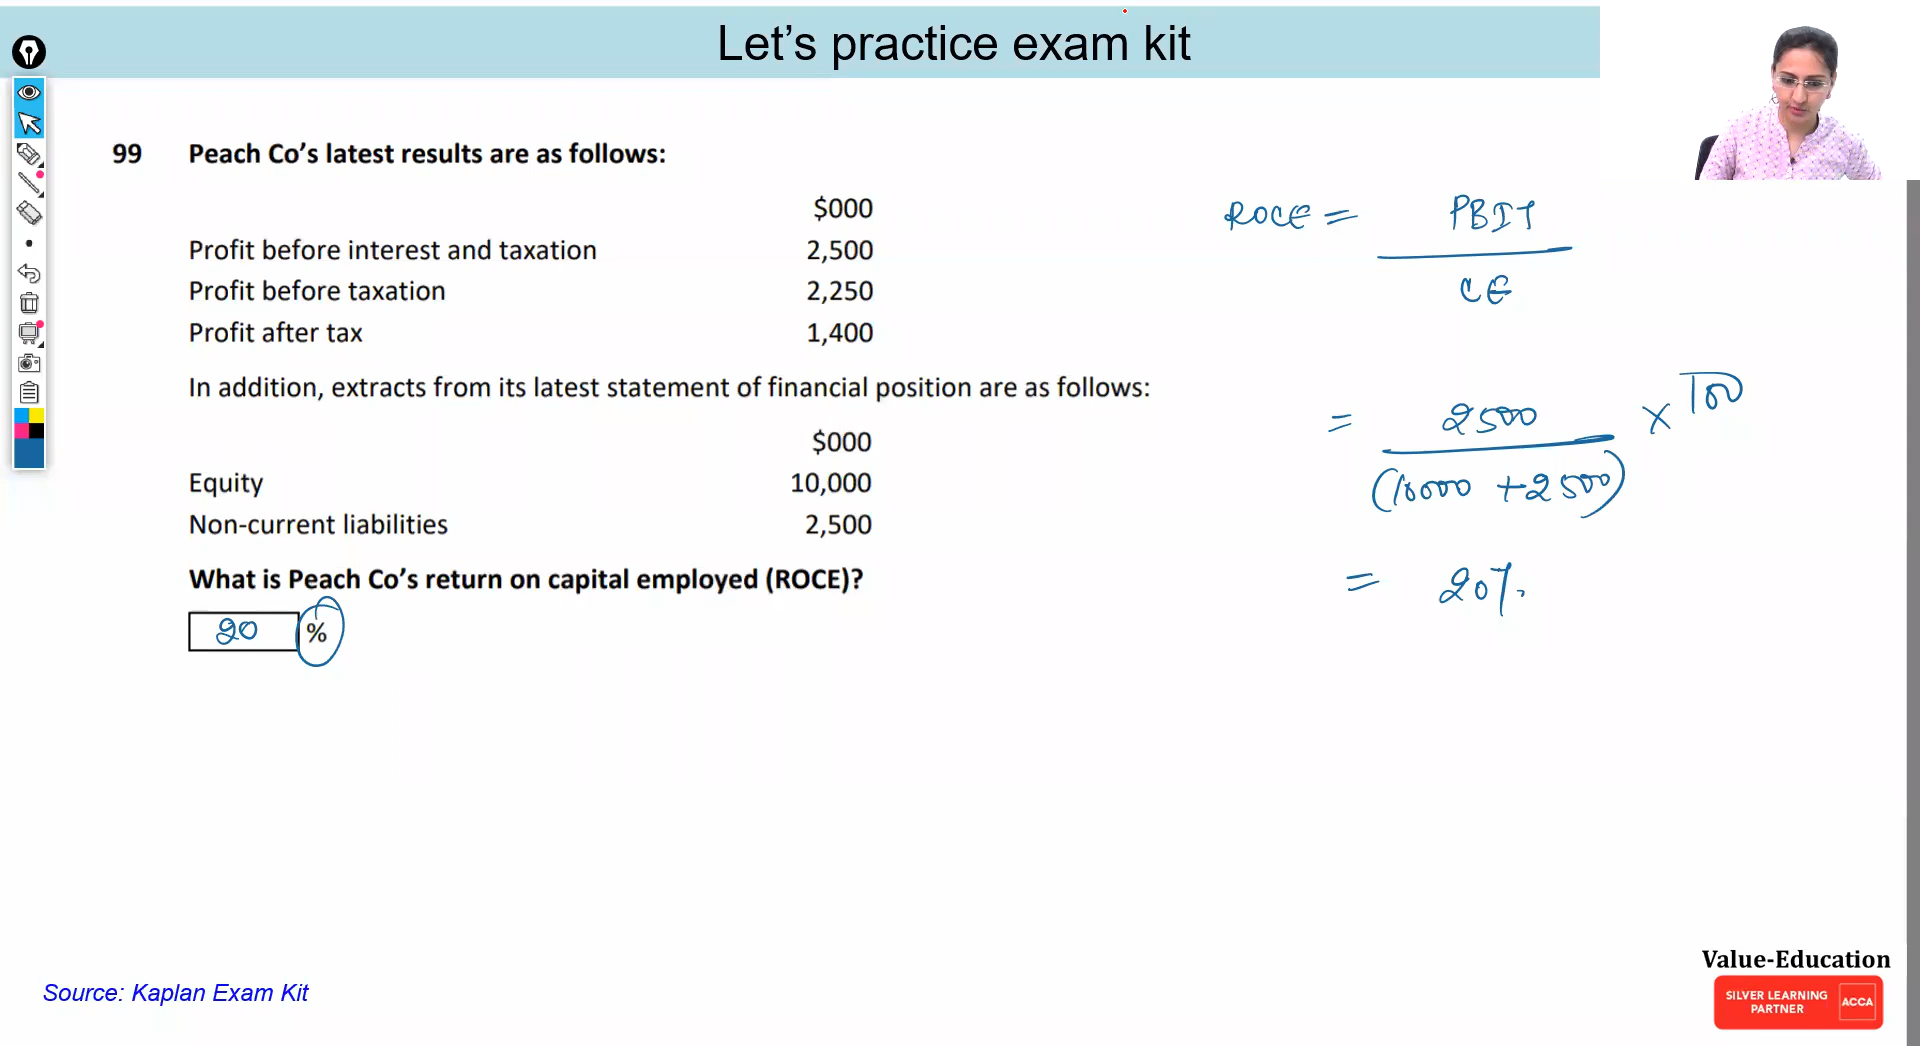 Let’s practice exam kit
99 Peach Co’s latest results are as follows:
$000
Profit before interest and taxation 2,500
Profit before taxation 2,250
Profit after tax 1,400
In addition, extracts from its latest statement of financial position are as follows:
$000
Equity 10,000
Non-current liabilities 2,500
What is Peach Co’s return on capital employed (ROCE)?
20 %
ROCE = PBIT
CE
= 2500 × 100
(10000 + 2500)
= 20%
Source: Kaplan Exam Kit
Value-Education
SILVER LEARNING
PARTNER
ACCA